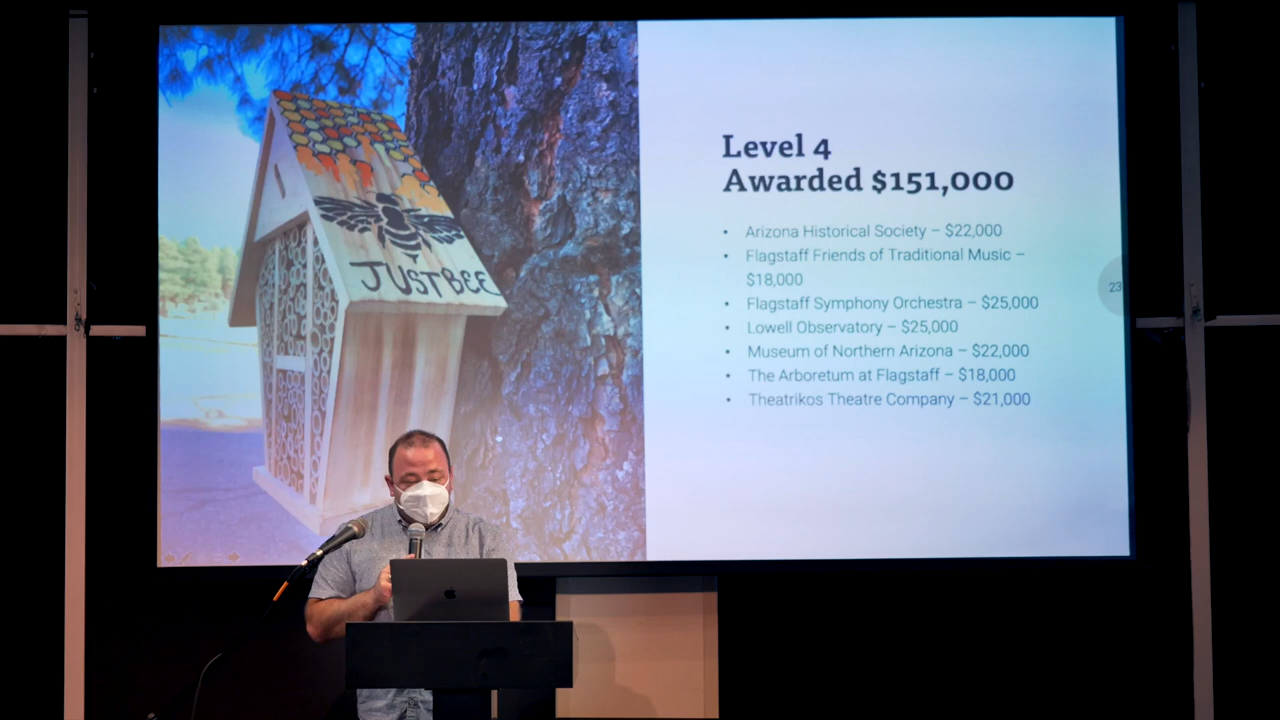 JUSTBEE
Level 4
Awarded $151,000
• Arizona Historical Society – $22,000
• Flagstaff Friends of Traditional Music –
$18,000
• Flagstaff Symphony Orchestra – $25,000
• Lowell Observatory – $25,000
• Museum of Northern Arizona – $22,000
• The Arboretum at Flagstaff – $18,000
• Theatrikos Theatre Company – $21,000
23